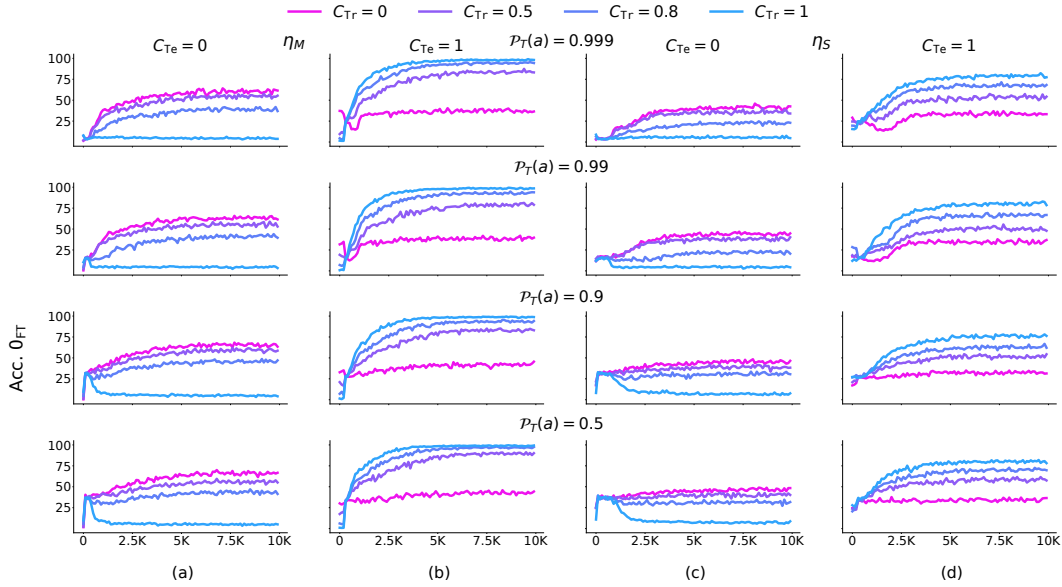 C_Tr = 0 C_Tr = 0.5 C_Tr = 0.8 C_Tr = 1
C_Te = 0 η_M C_Te = 1 𝒫_T(a) = 0.999 C_Te = 0 η_S C_Te = 1
100
75
50
25
𝒫_T(a) = 0.99
100
75
50
25
𝒫_T(a) = 0.9
100
75
50
25
𝒫_T(a) = 0.5
100
75
50
25
0 2.5K 5K 7.5K 10K 0 2.5K 5K 7.5K 10K 0 2.5K 5K 7.5K 10K 0 2.5K 5K 7.5K 10K
(a) (b) (c) (d)
Acc. 0_FT